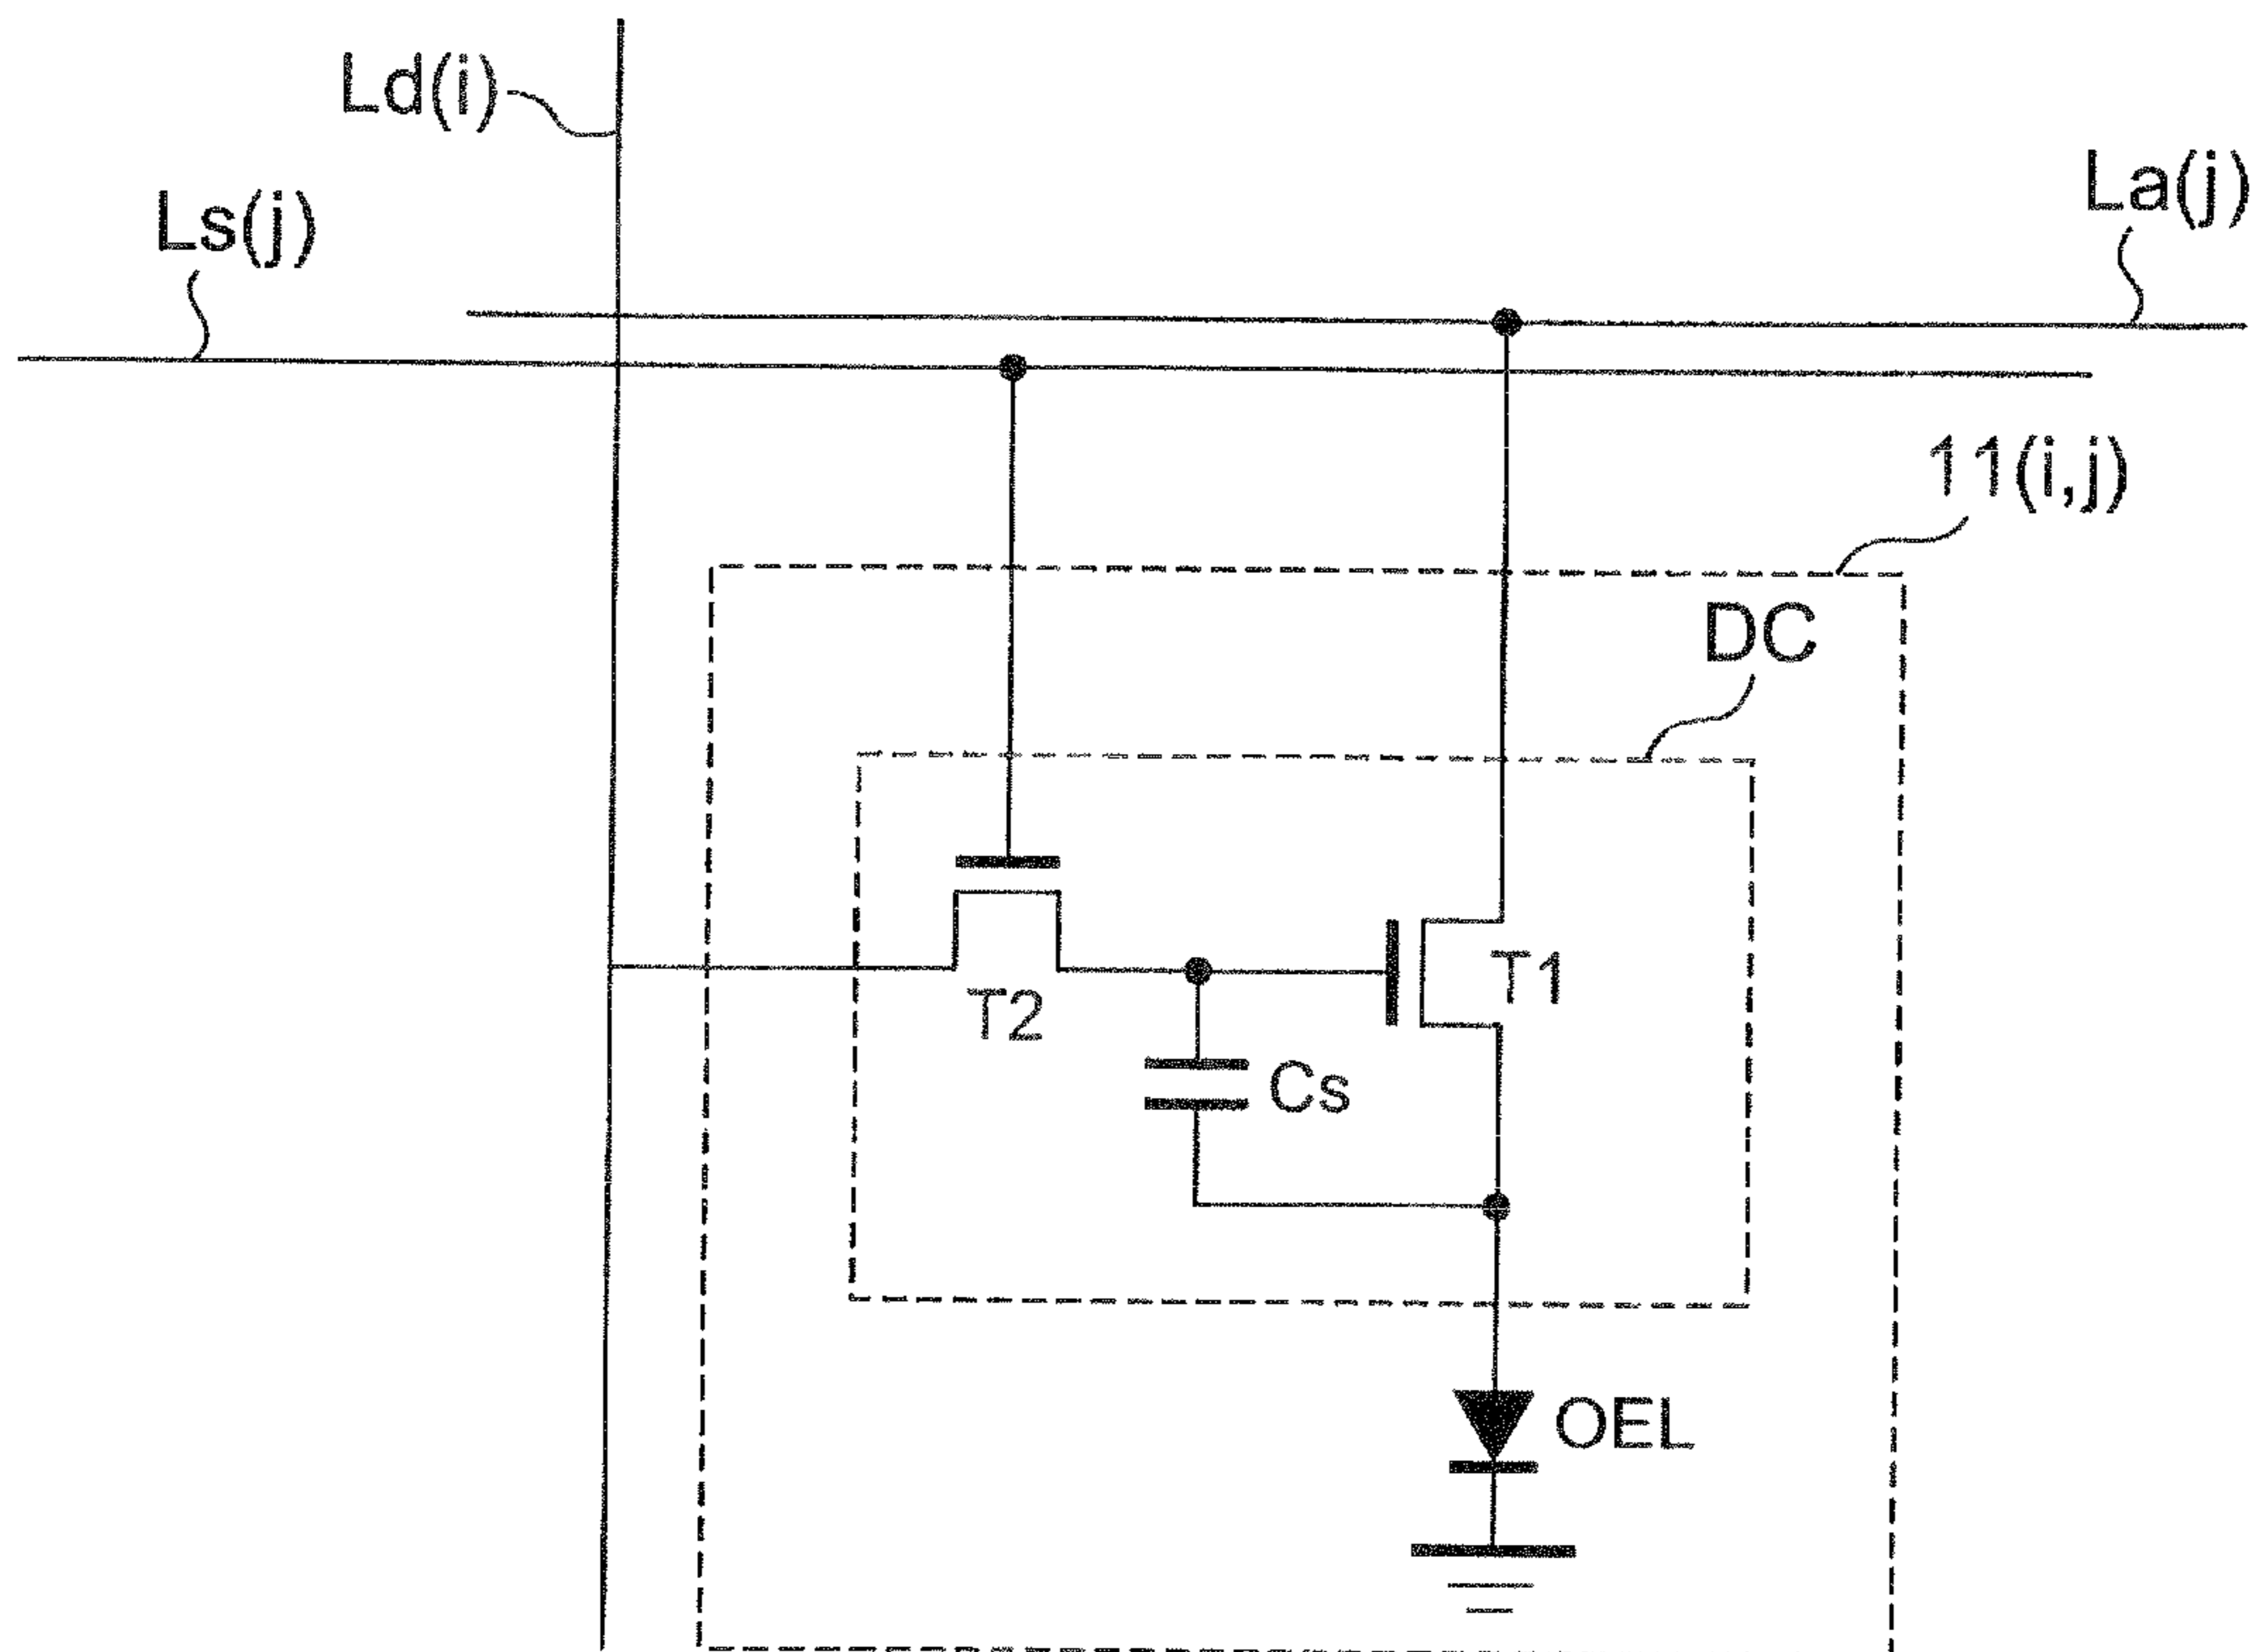 Ld(i)
La(j)
Ls(j)
11(i,j)
DC
T1
T2
Cs
OEL